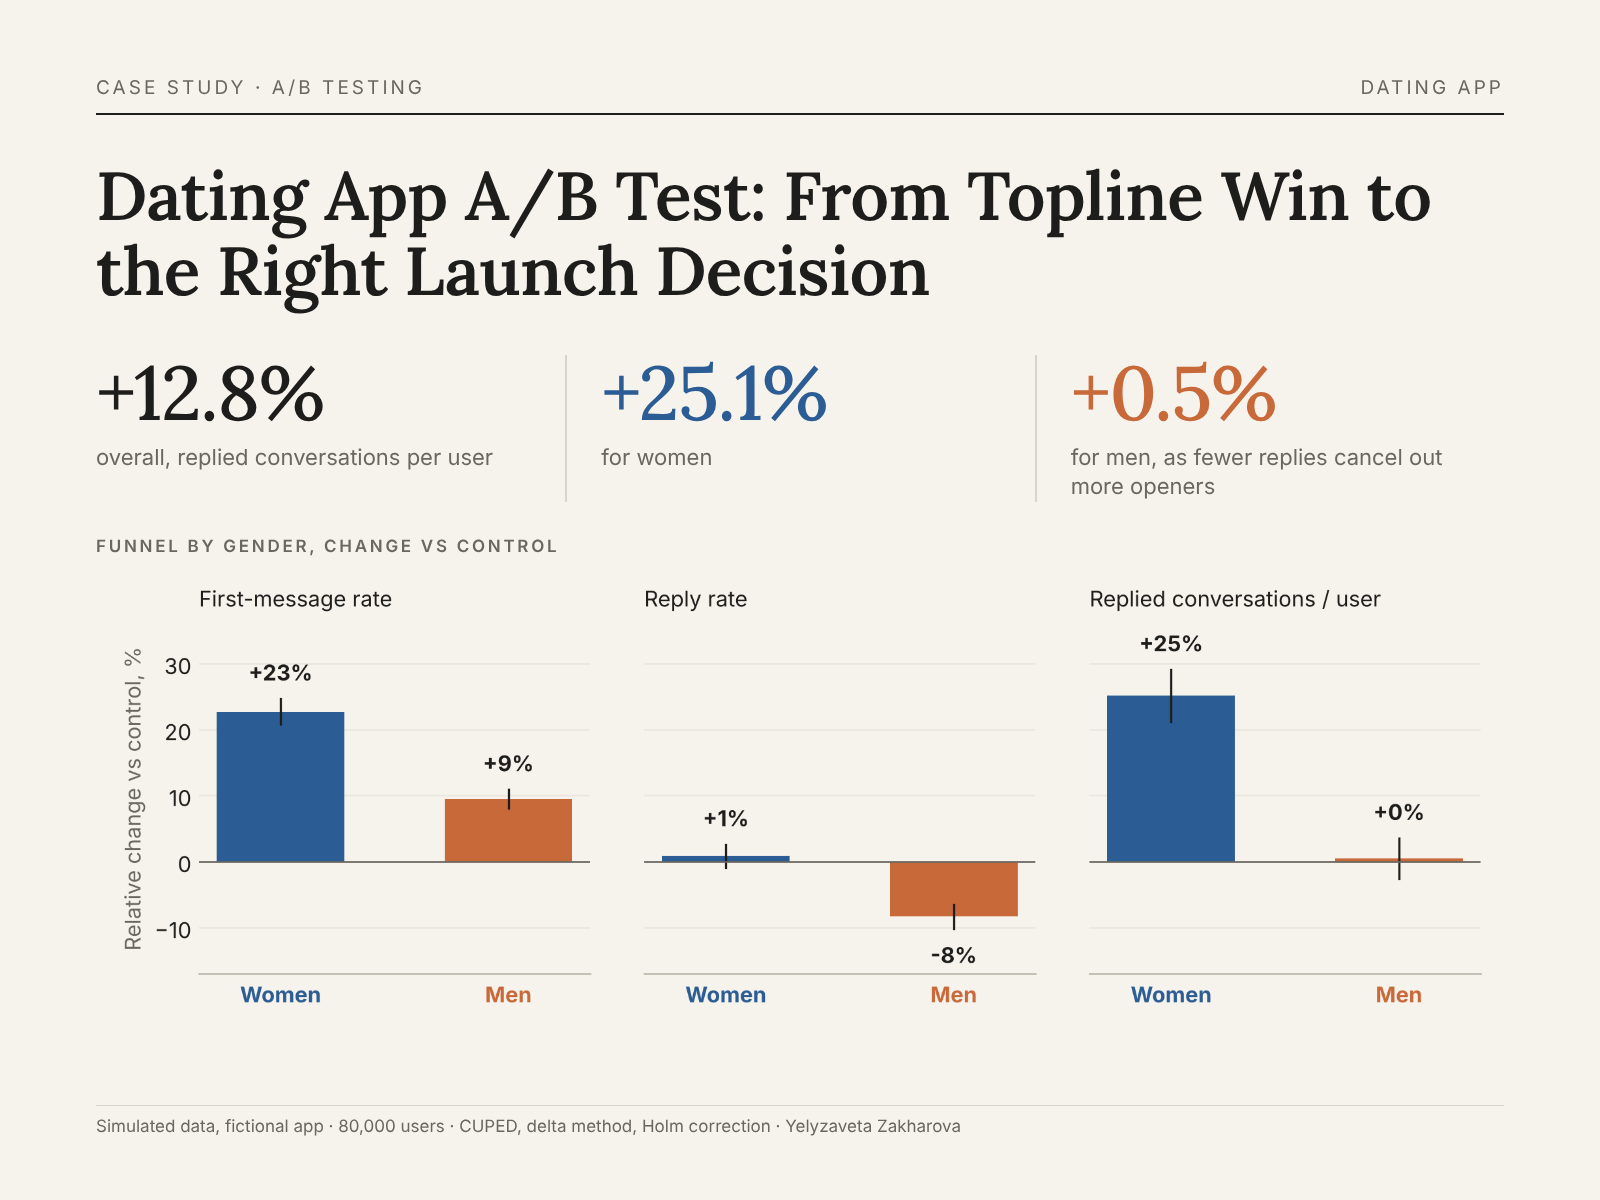 CASE STUDY · A/B TESTING
DATING APP
Dating App A/B Test: From Topline Win to
the Right Launch Decision
+12.8%
overall, replied conversations per user
+25.1%
for women
+0.5%
for men, as fewer replies cancel out
more openers
FUNNEL BY GENDER, CHANGE VS CONTROL
First-message rate
Relative change vs control, %
30
20
10
0
−10
+23%
+9%
Women
Men
Reply rate
+1%
-8%
Women
Men
Replied conversations / user
+25%
+0%
Women
Men
Simulated data, fictional app · 80,000 users · CUPED, delta method, Holm correction · Yelyzaveta Zakharova